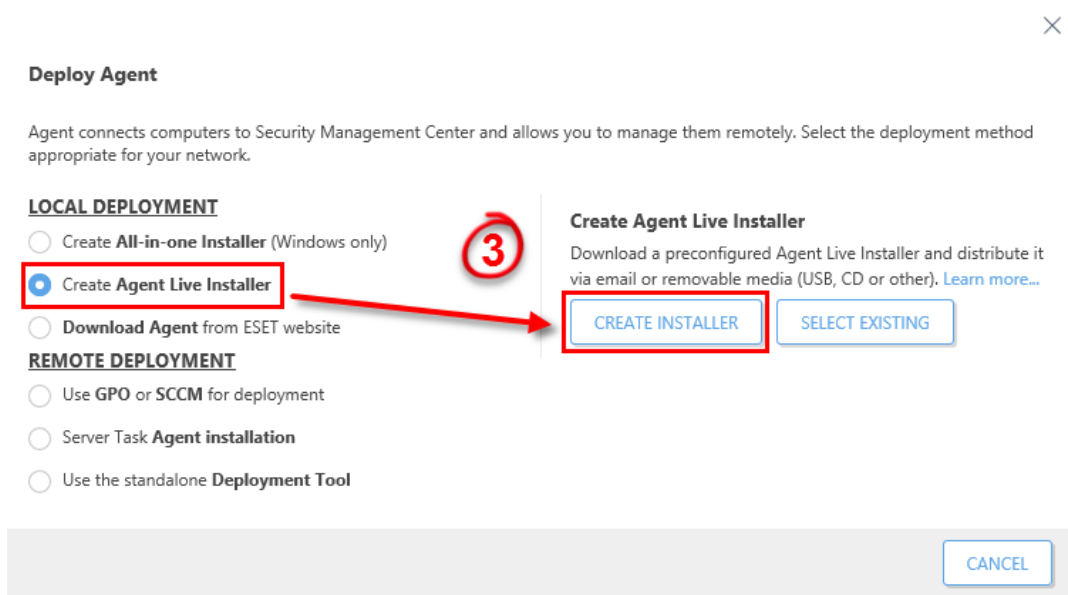 Deploy Agent
Agent connects computers to Security Management Center and allows you to manage them remotely. Select the deployment method
appropriate for your network.
LOCAL DEPLOYMENT
Create All-in-one Installer (Windows only)
Create Agent Live Installer
Download Agent from ESET website
REMOTE DEPLOYMENT
Use GPO or SCCM for deployment
Server Task Agent installation
Use the standalone Deployment Tool
3
Create Agent Live Installer
Download a preconfigured Agent Live Installer and distribute it
via email or removable media (USB, CD or other). Learn more...
CREATE INSTALLER
SELECT EXISTING
CANCEL